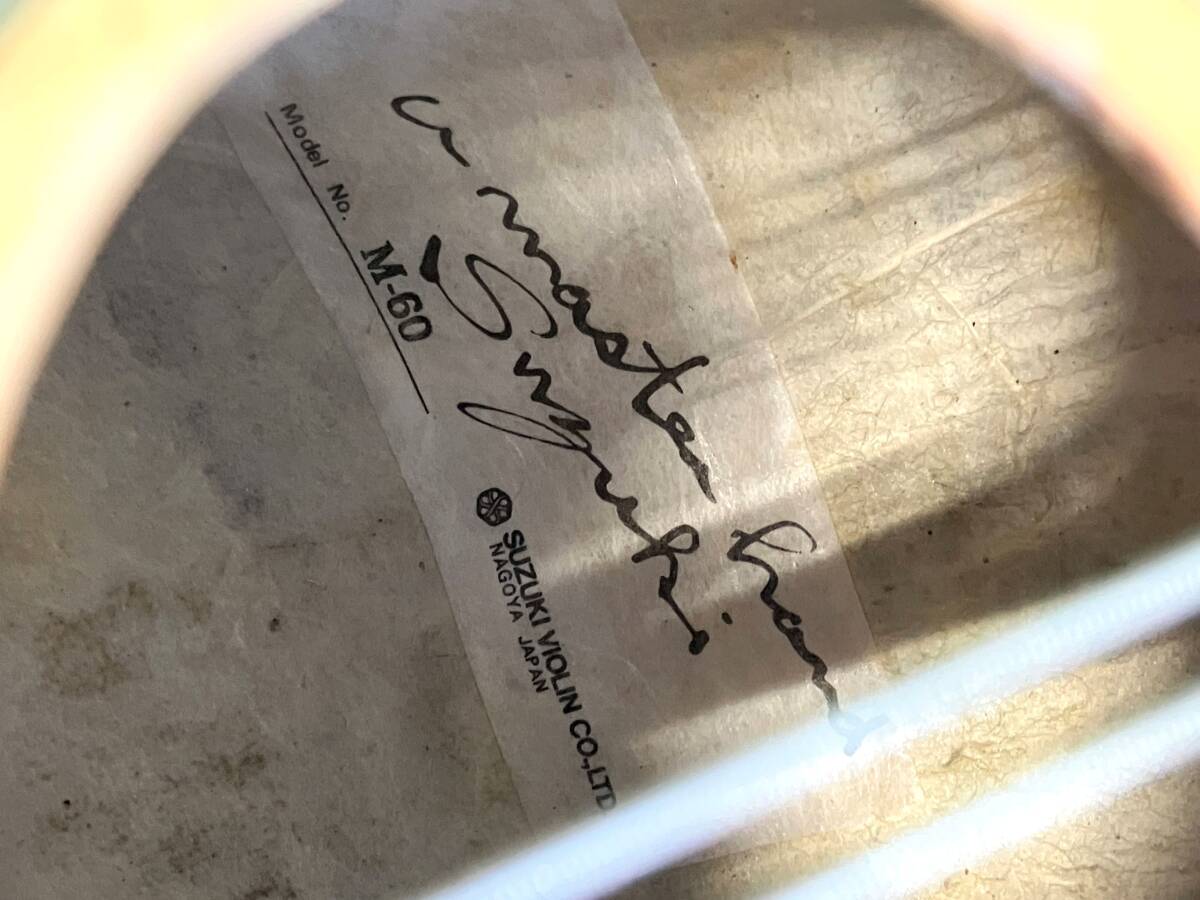 a master hand
Suzuki
Model No. M-60
SUZUKI VIOLIN CO.,LTD
NAGOYA JAPAN